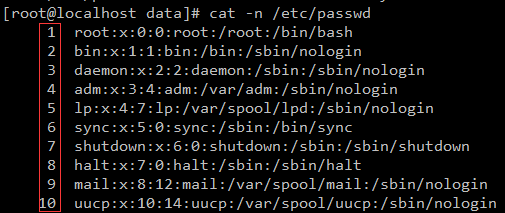 [root@localhost data]# cat -n /etc/passwd
1 root:x:0:0:root:/root:/bin/bash
2 bin:x:1:1:bin:/bin:/sbin/nologin
3 daemon:x:2:2:daemon:/sbin:/sbin/nologin
4 adm:x:3:4:adm:/var/adm:/sbin/nologin
5 lp:x:4:7:lp:/var/spool/lpd:/sbin/nologin
6 sync:x:5:0:sync:/sbin:/bin/sync
7 shutdown:x:6:0:shutdown:/sbin:/sbin/shutdown
8 halt:x:7:0:halt:/sbin:/sbin/halt
9 mail:x:8:12:mail:/var/spool/mail:/sbin/nologin
10 uucp:x:10:14:uucp:/var/spool/uucp:/sbin/nologin